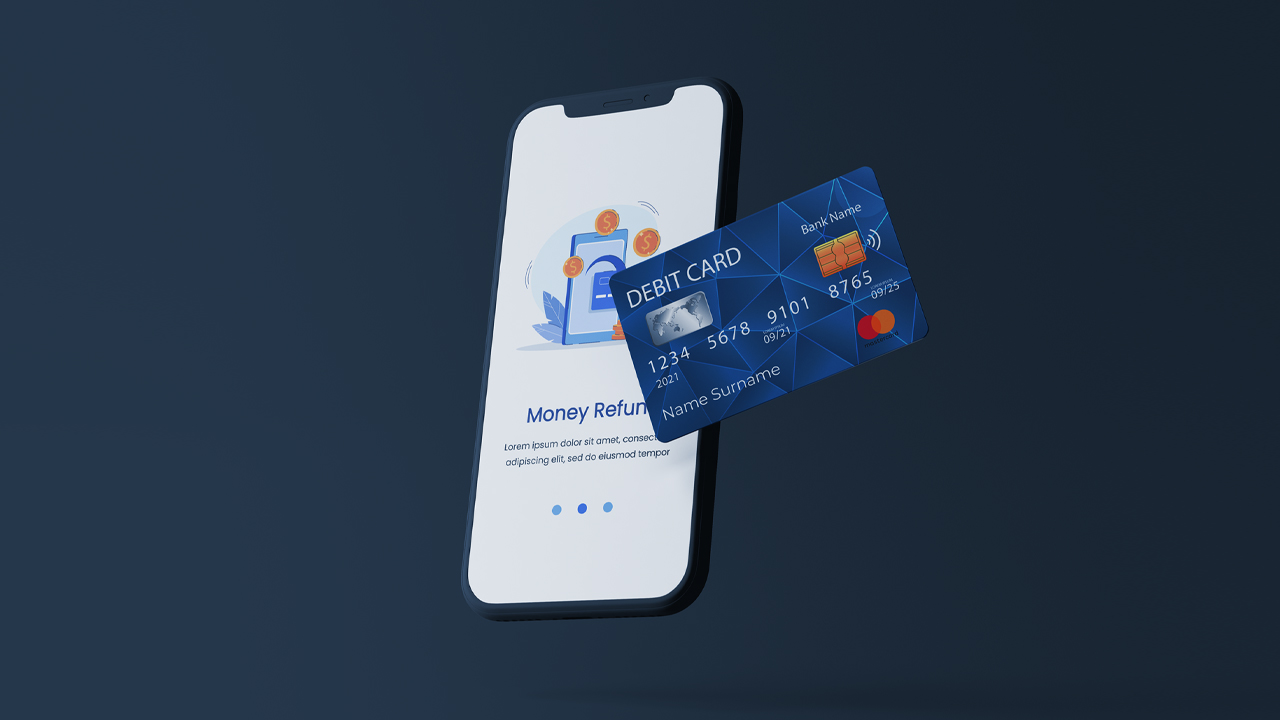 Money Refun
Lorem ipsum dolor sit amet, consect
adipiscing elit, sed do eiusmod tempor
Bank Name
DEBIT CARD
1234 5678 9101 8765
2021
09/21
09/25
Name Surname